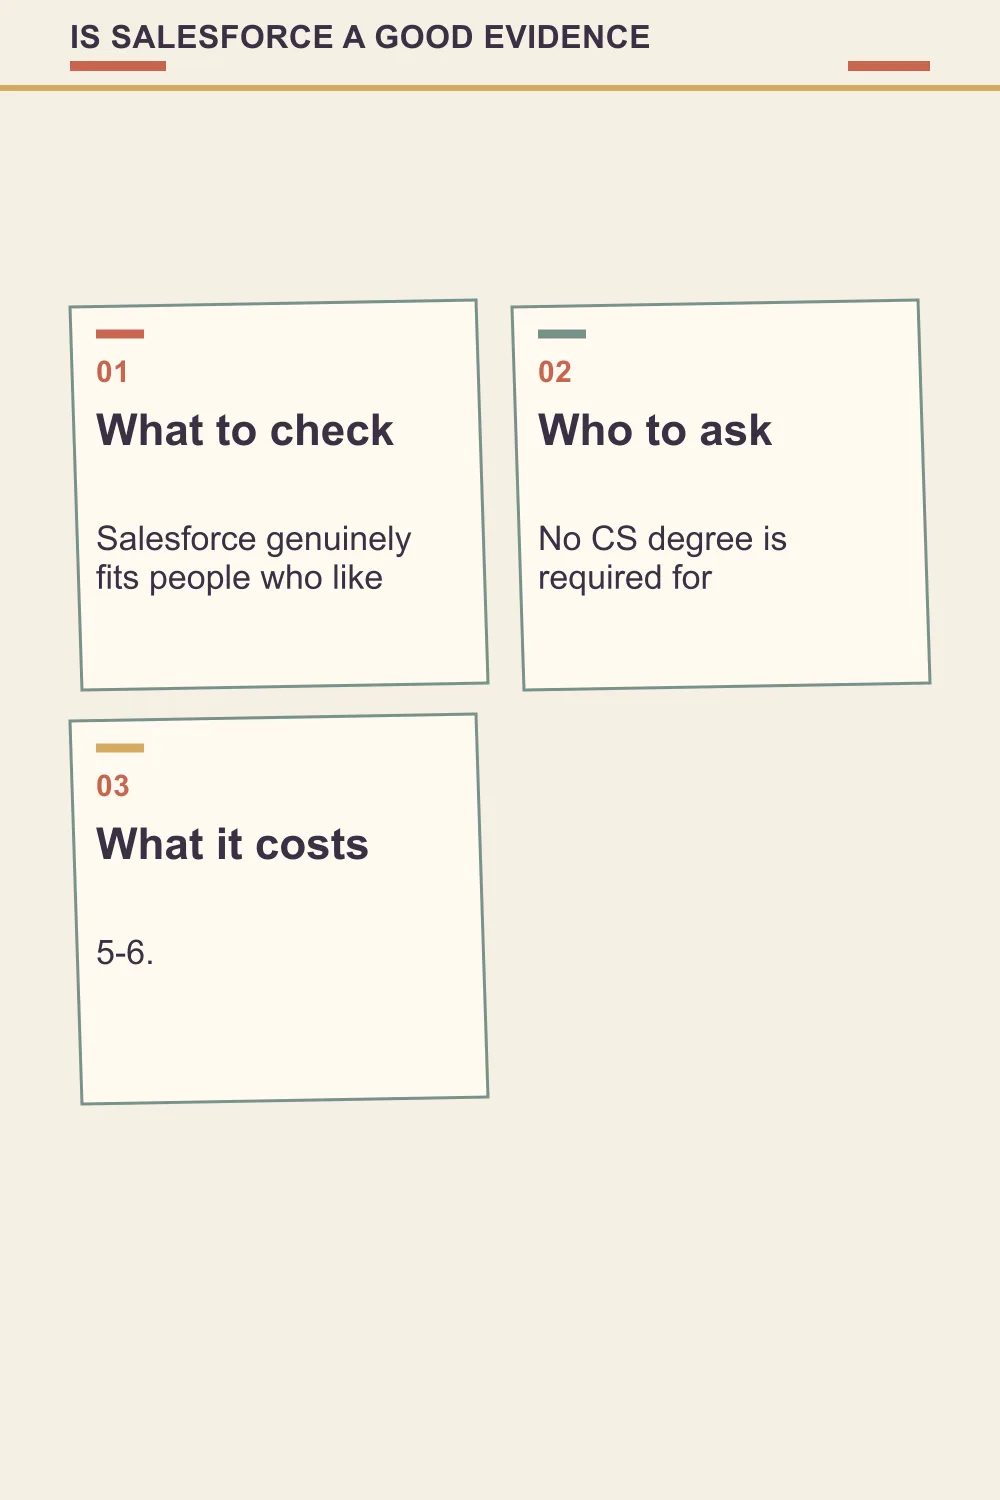 IS SALESFORCE A GOOD EVIDENCE
01
What to check
Salesforce genuinely
fits people who like
02
Who to ask
No CS degree is
required for
03
What it costs
5-6.